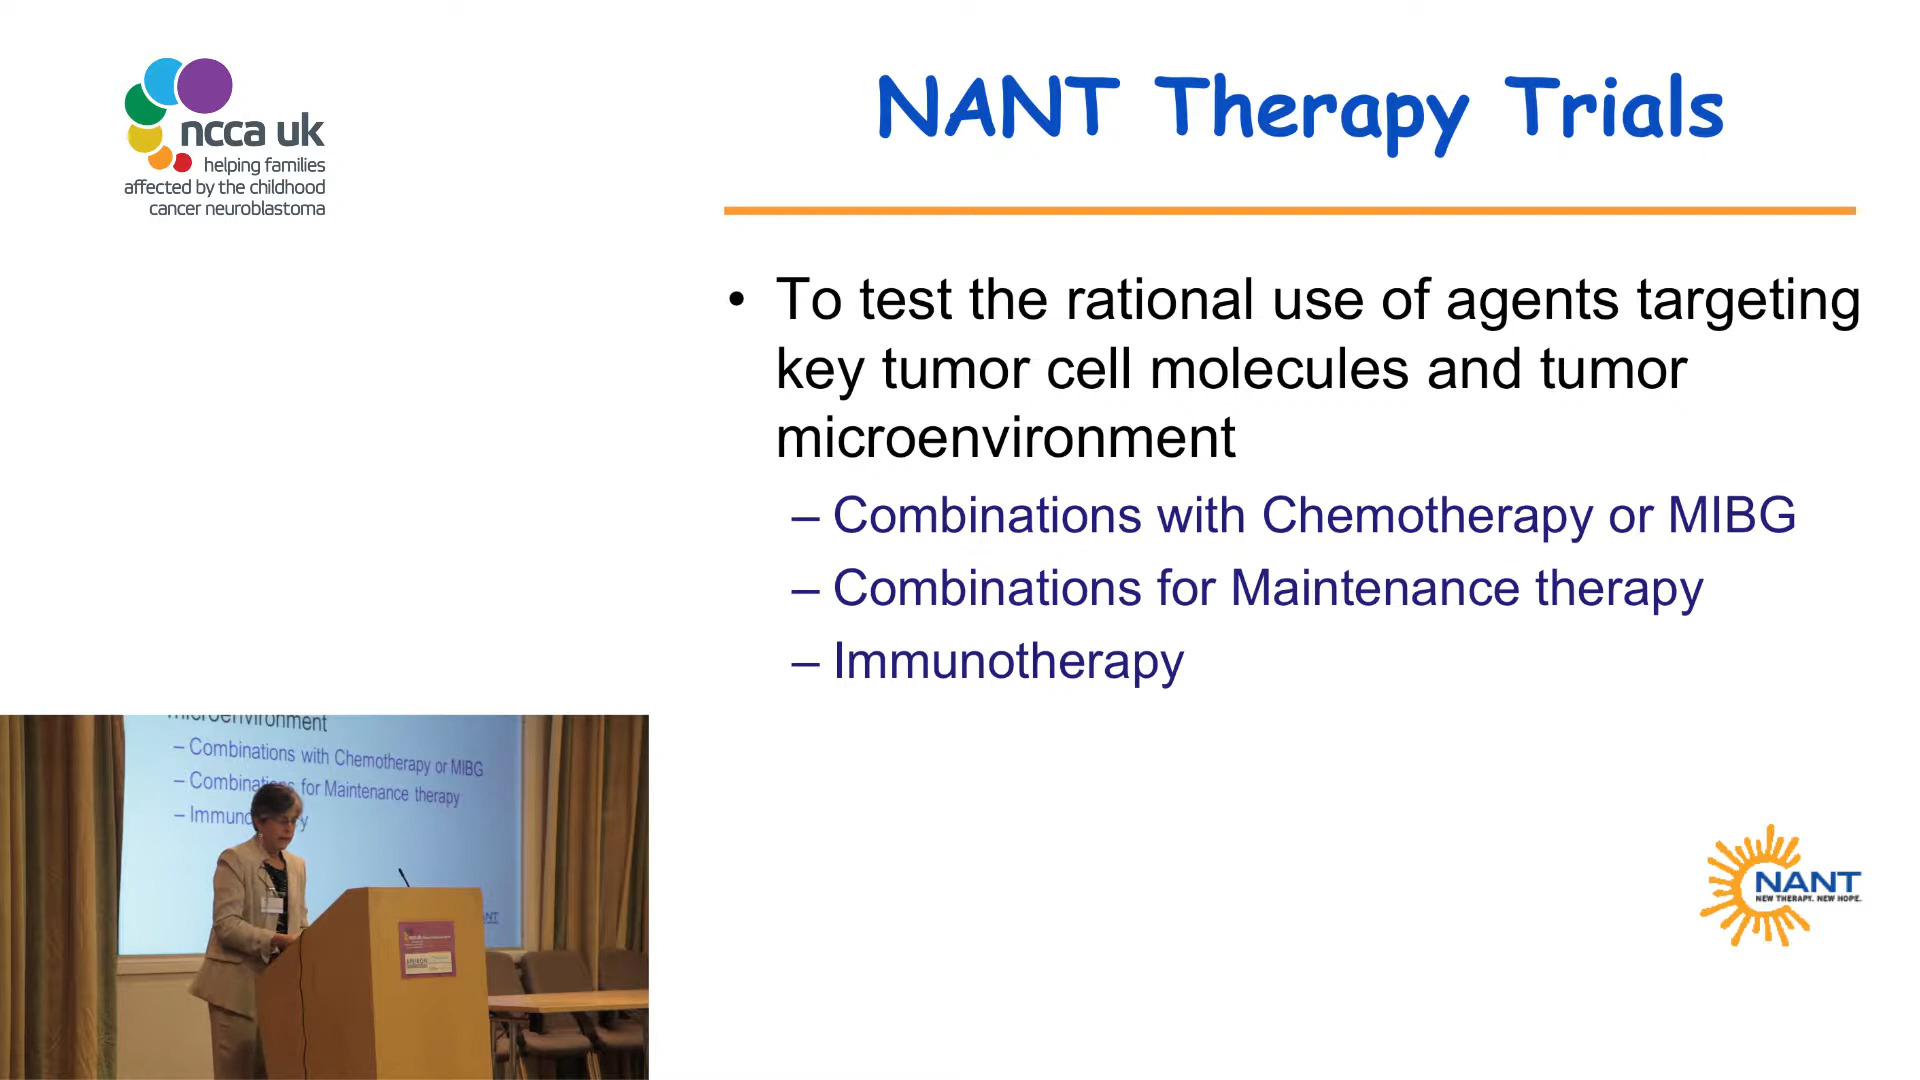 ncca uk
helping families
affected by the childhood
cancer neuroblastoma
NANT Therapy Trials
• To test the rational use of agents targeting
key tumor cell molecules and tumor
microenvironment
– Combinations with Chemotherapy or MIBG
– Combinations for Maintenance therapy
– Immunotherapy
microenvironment
– Combinations with Chemotherapy or MIBG
– for Maintenance therapy
NANT
NEW THERAPY. NEW HOPE.